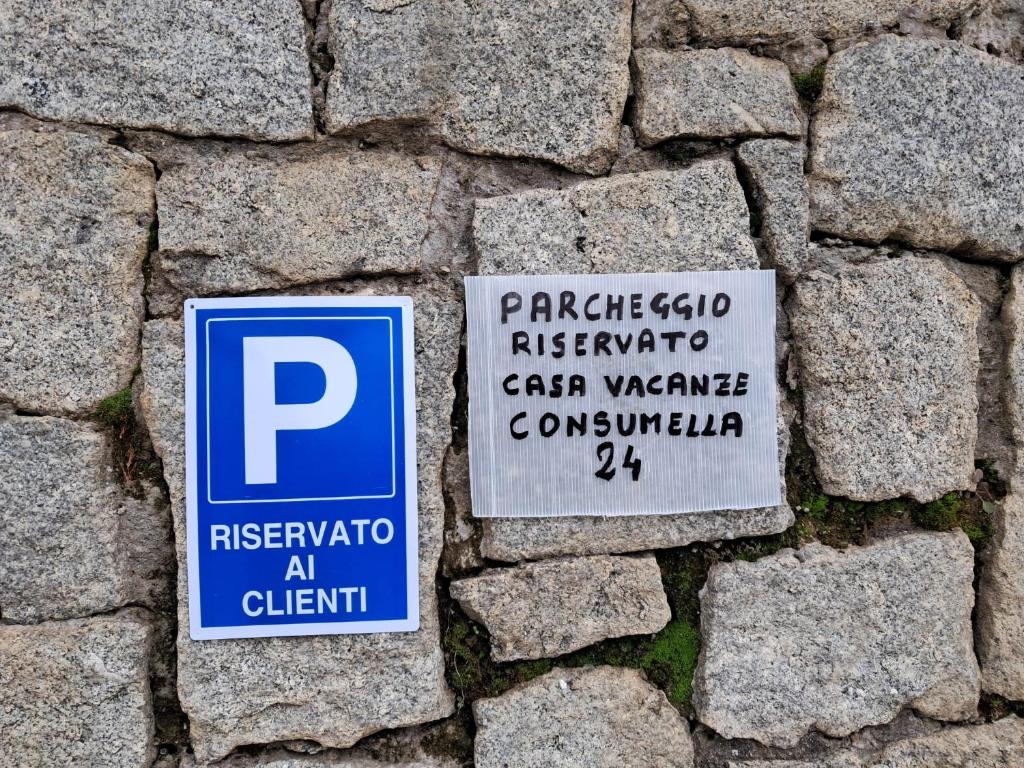 P
RISERVATO
AI
CLIENTI
PARCHEGGIO
RISERVATO
CASA VACANZE
CONSUMELLA
24